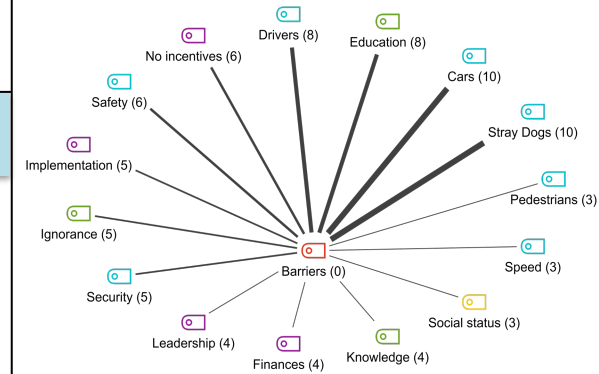 Drivers (8)
Education (8)
No incentives (6)
Cars (10)
Safety (6)
Stray Dogs (10)
Implementation (5)
Pedestrians (3)
Ignorance (5)
Speed (3)
Barriers (0)
Security (5)
Social status (3)
Leadership (4)
Knowledge (4)
Finances (4)